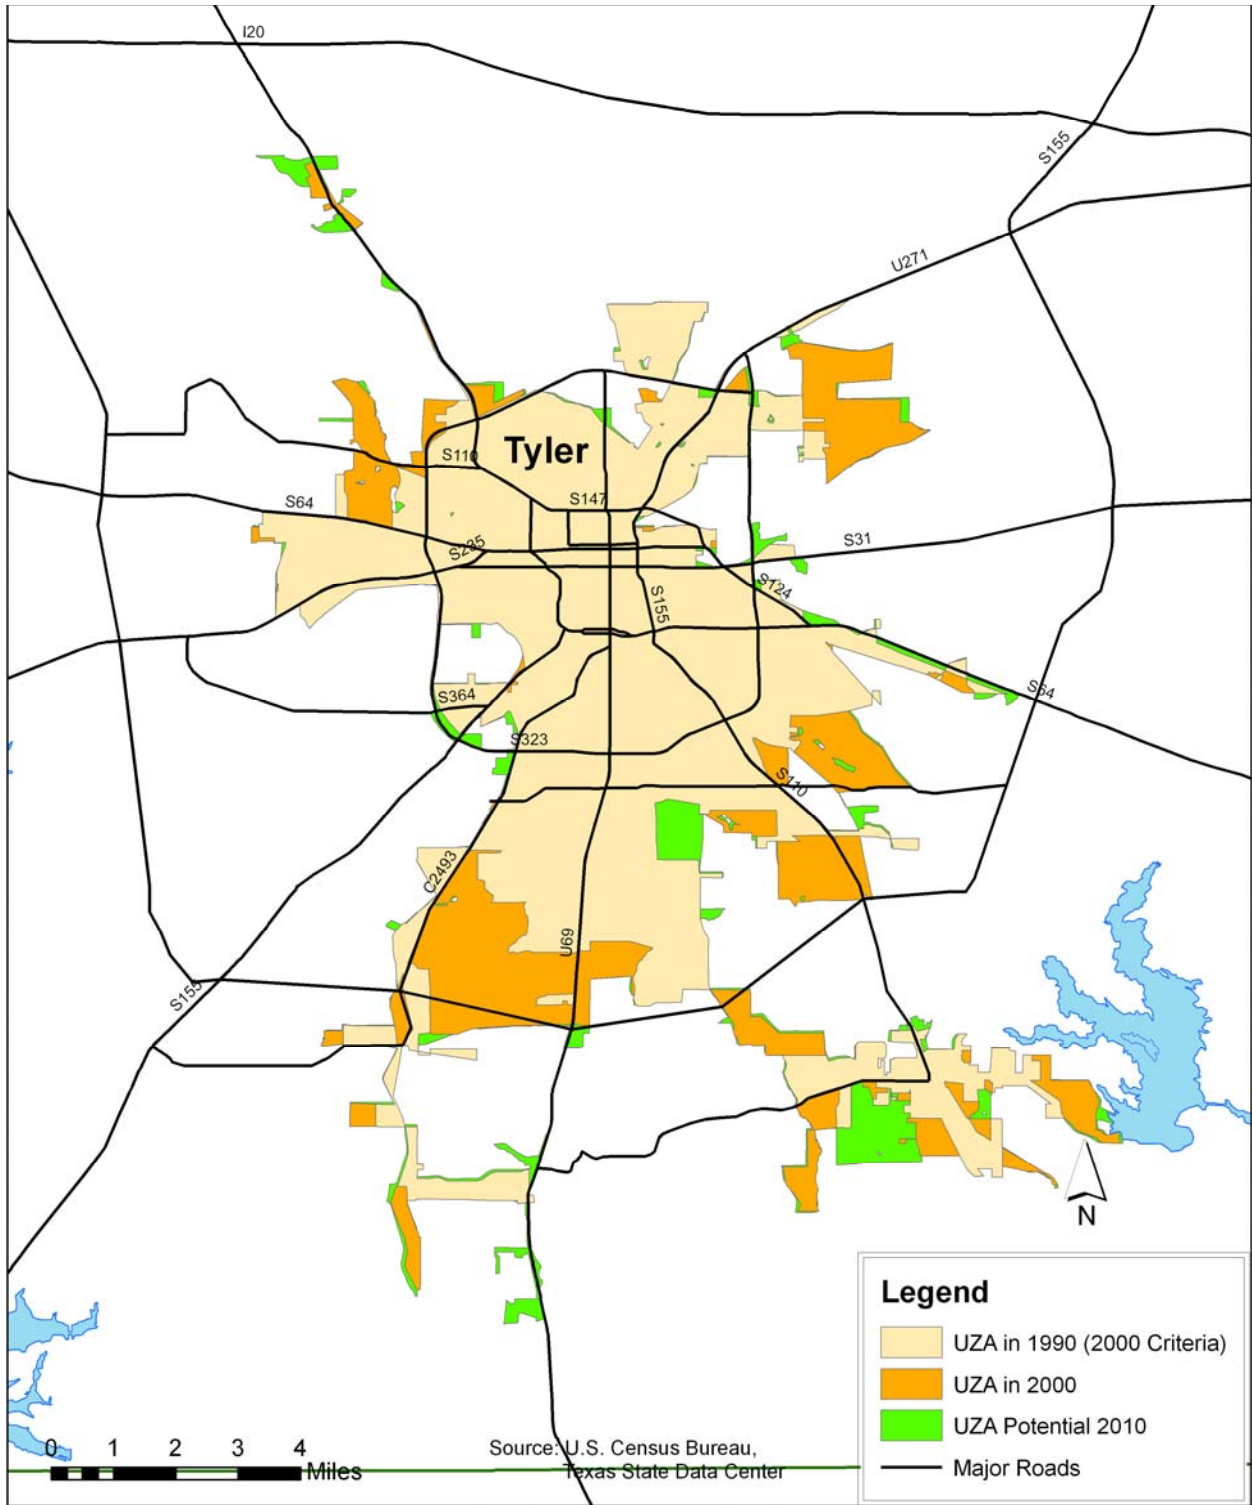 I20
S155
U271
Tyler
S110
S147
S64
S31
S235
S124
S155
S64
S364
S323
S110
C2493
U69
S155
N
Legend
UZA in 1990 (2000 Criteria)
UZA in 2000
UZA Potential 2010
Major Roads
0 1 2 3 4
Miles
Source: U.S. Census Bureau,
Texas State Data Center